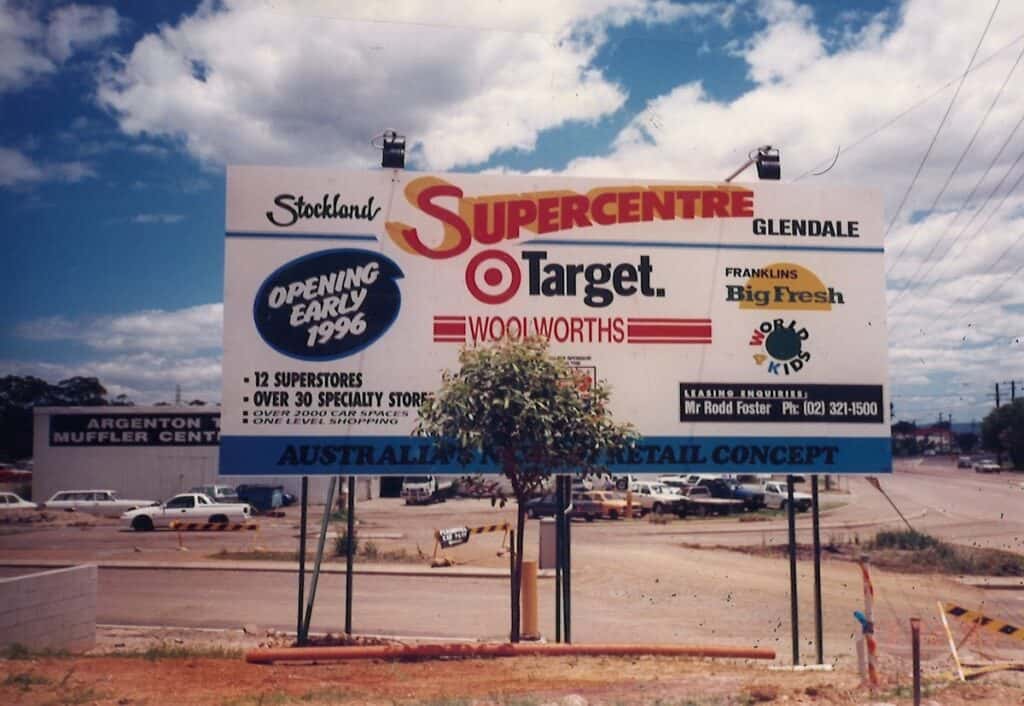 Stockland
SUPERCENTRE
GLENDALE
OPENING
EARLY
1996
Target.
FRANKLINS
Big Fresh
WOOLWORTHS
WORLD
4
KIDS
12 SUPERSTORES
OVER 30 SPECIALTY STORE
OVER 2000 CAR SPACES
ONE LEVEL SHOPPING
LEASING ENQUIRIES:
Mr Rodd Foster Ph: (02) 321-1500
AUSTRALIA'S RETAIL CONCEPT
ARGENTON T
MUFFLER CENT